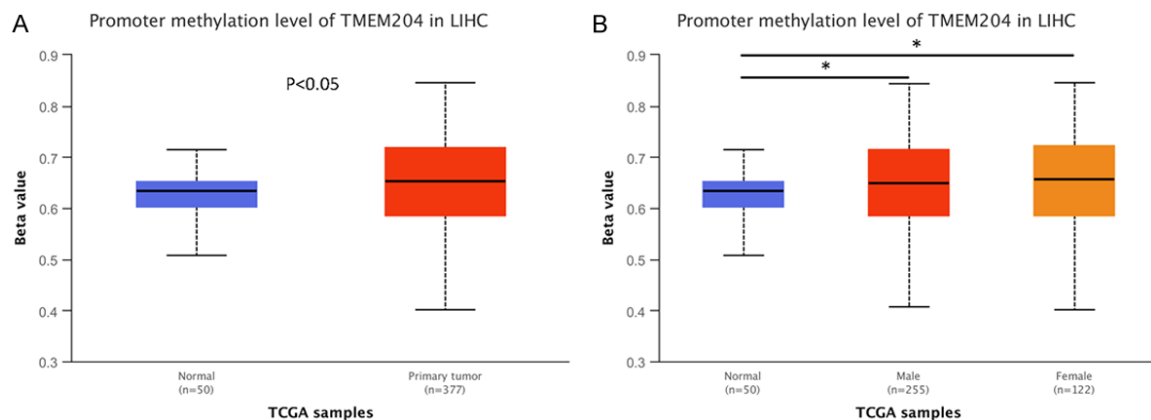 A
Promoter methylation level of TMEM204 in LIHC
P<0.05
Beta value
0.9
0.8
0.7
0.6
0.5
0.4
0.3
Normal
(n=50)
Primary tumor
(n=377)
TCGA samples
B
Promoter methylation level of TMEM204 in LIHC
*
*
Beta value
0.9
0.8
0.7
0.6
0.5
0.4
0.3
Normal
(n=50)
Male
(n=255)
Female
(n=122)
TCGA samples